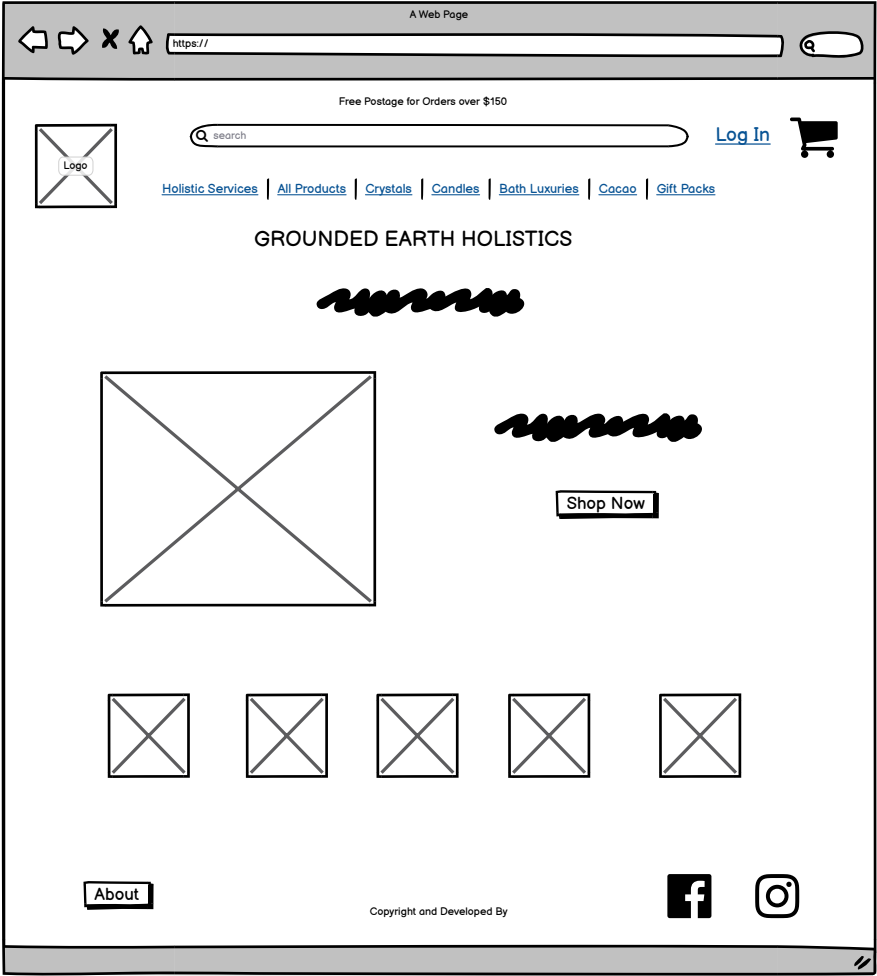 A Web Page
https://
Free Postage for Orders over $150
search
Log In
Logo
Holistic Services | All Products | Crystals | Candles | Bath Luxuries | Cacao | Gift Packs
GROUNDED EARTH HOLISTICS
Shop Now
About
Copyright and Developed By